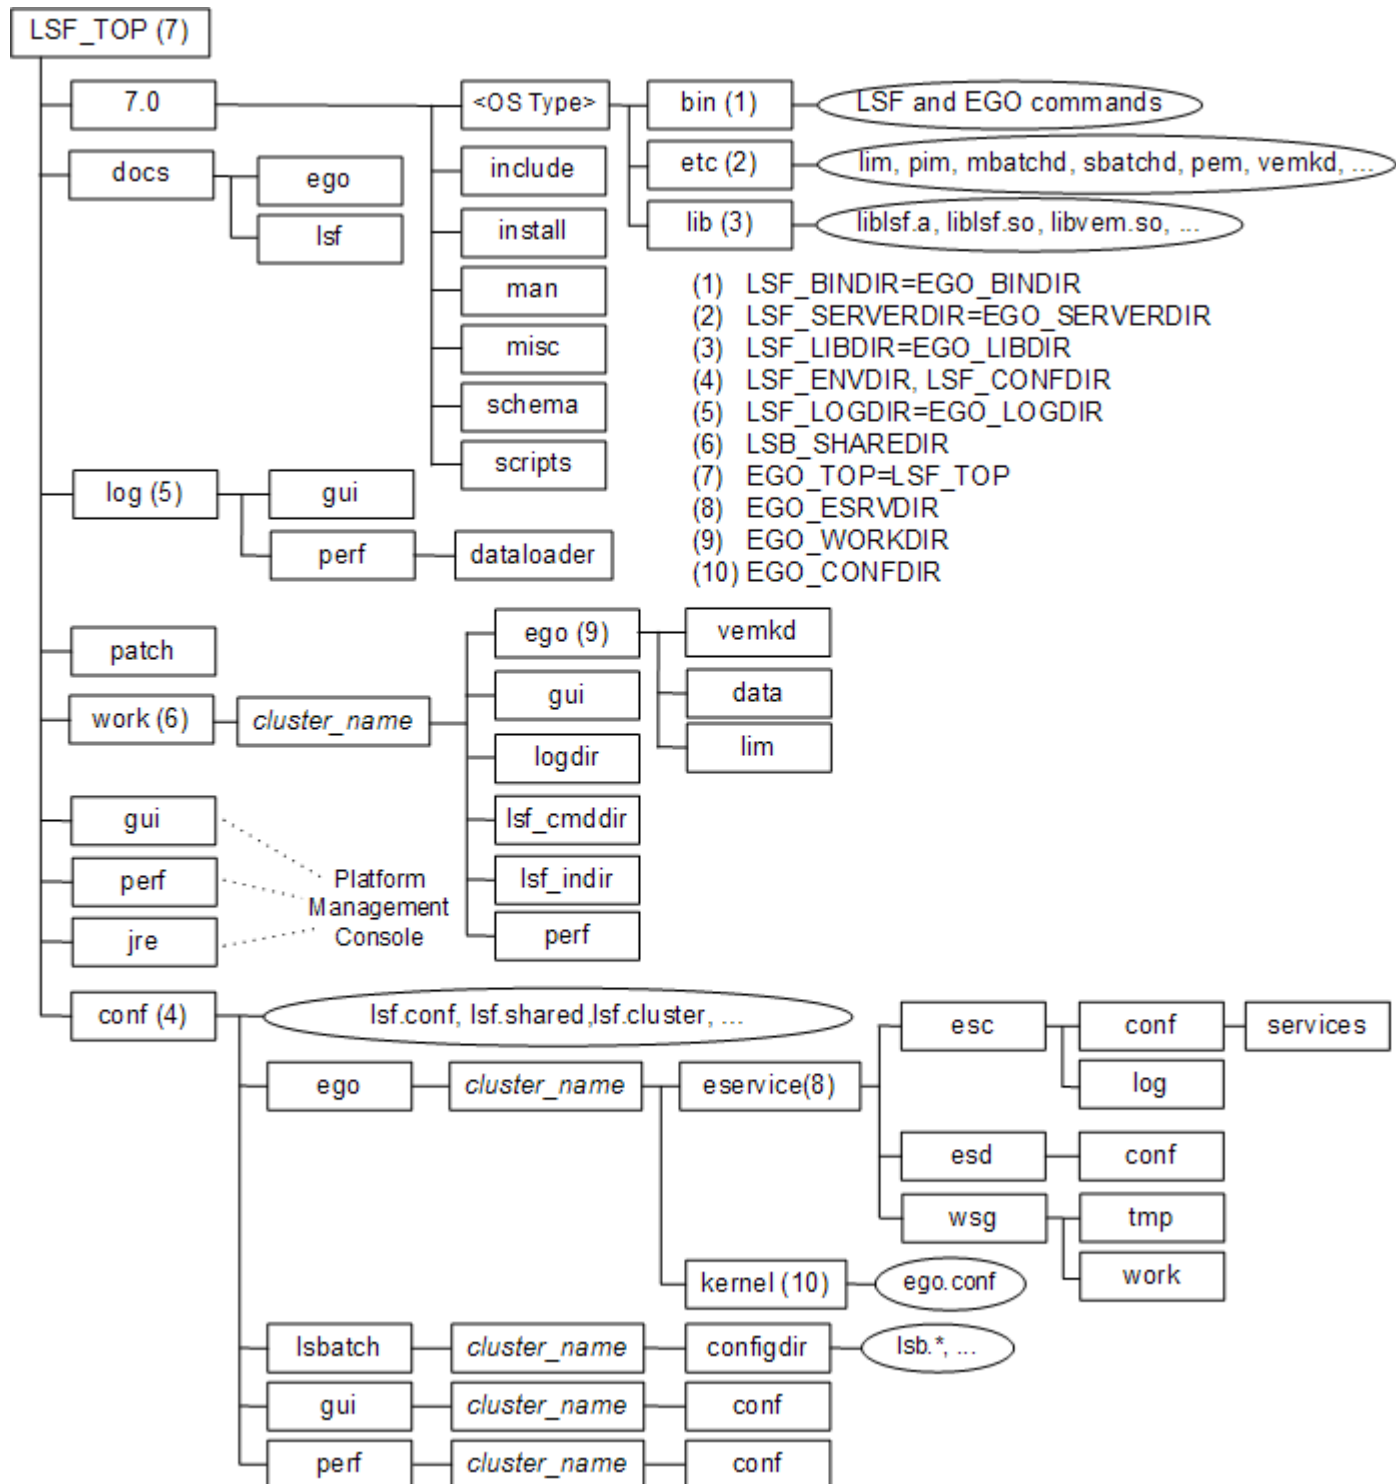 LSF_TOP (7)
7.0
<OS Type>
bin (1)
LSF and EGO commands
docs
ego
include
etc (2)
lim, pim, mbatchd, sbatchd, pem, vemkd, ...
lsf
install
lib (3)
liblsf.a, liblsf.so, libvem.so, ...
man
misc
schema
scripts
(1) LSF_BINDIR=EGO_BINDIR
(2) LSF_SERVERDIR=EGO_SERVERDIR
(3) LSF_LIBDIR=EGO_LIBDIR
(4) LSF_ENVDIR, LSF_CONFDIR
(5) LSF_LOGDIR=EGO_LOGDIR
(6) LSB_SHAREDIR
(7) EGO_TOP=LSF_TOP
(8) EGO_ESRVDIR
(9) EGO_WORKDIR
(10) EGO_CONFDIR
log (5)
gui
perf
dataloader
patch
work (6)
cluster_name
ego (9)
vemkd
gui
data
logdir
lim
lsf_cmddir
lsf_indir
perf
gui
perf
jre
Platform
Management
Console
conf (4)
lsf.conf, lsf.shared,lsf.cluster, ...
ego
cluster_name
eservice(8)
esc
conf
services
log
esd
conf
wsg
tmp
work
kernel (10)
ego.conf
lsbatch
cluster_name
configdir
lsb.*, ...
gui
cluster_name
conf
perf
cluster_name
conf